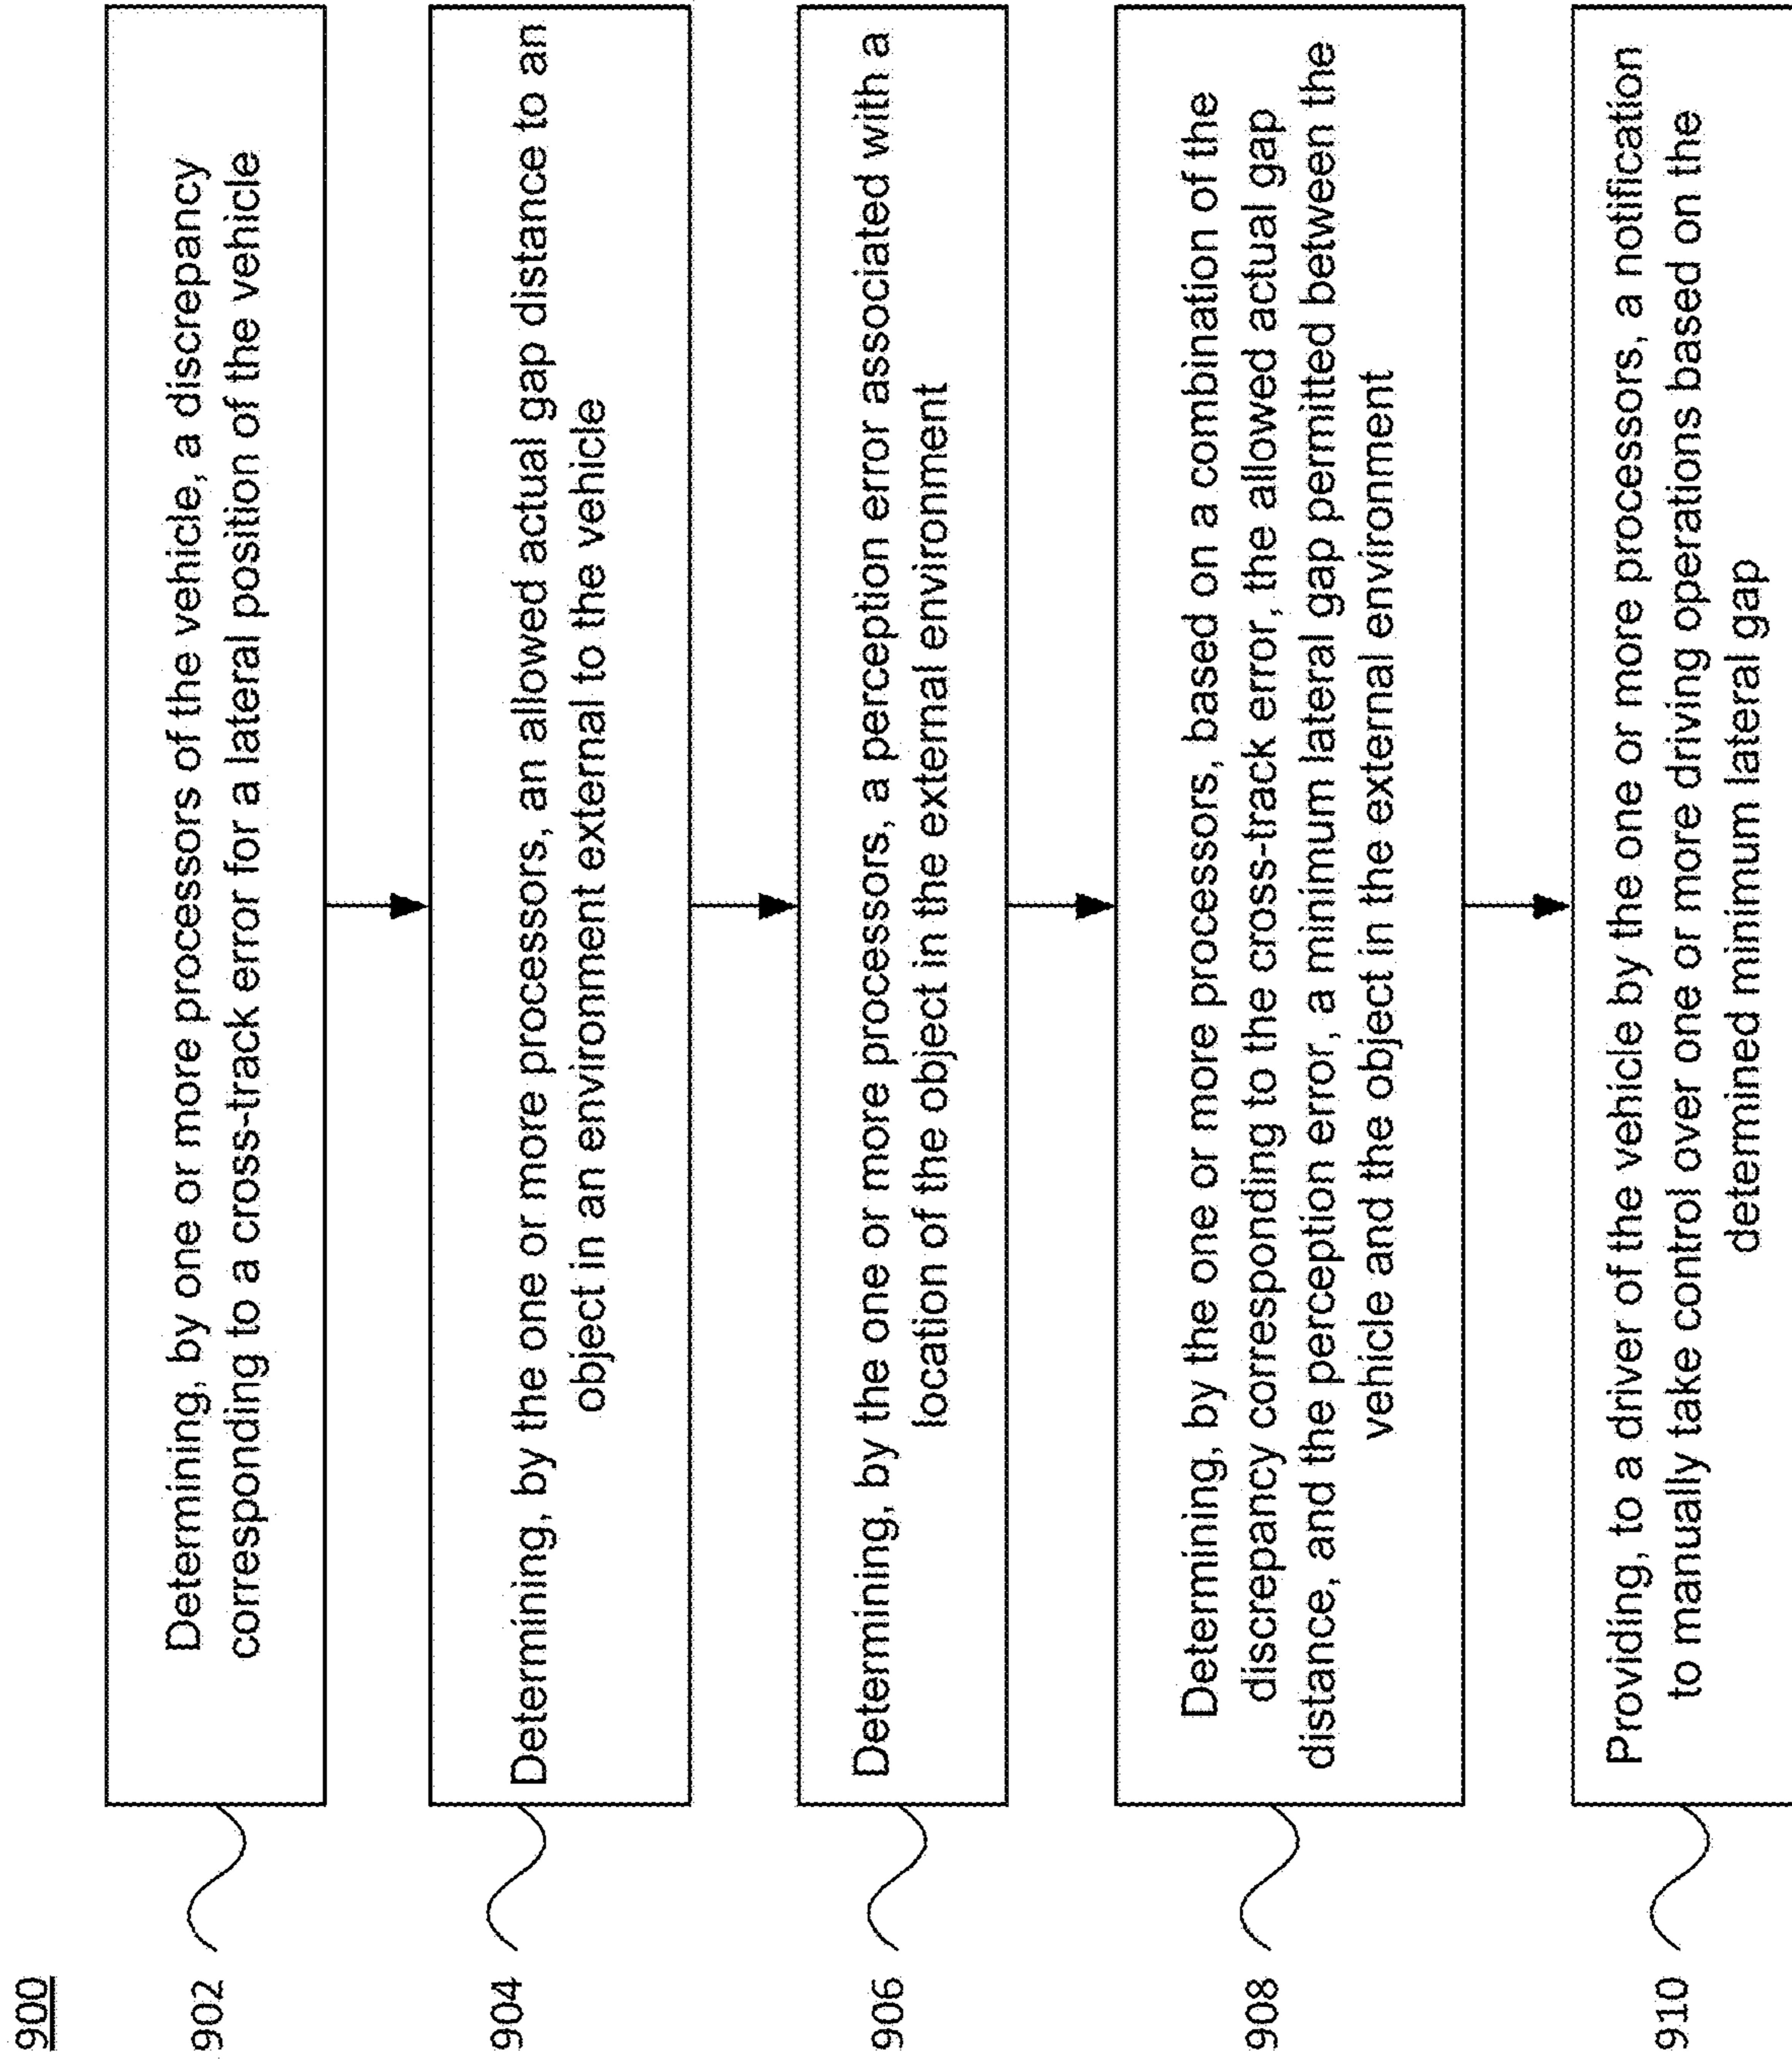 900
902
Determining, by one or more processors of the vehicle, a discrepancy
corresponding to a cross-track error for a lateral position of the vehicle
904
Determining, by the one or more processors, an allowed actual gap distance to an
object in an environment external to the vehicle
906
Determining, by the one or more processors, a perception error associated with a
location of the object in the external environment
908
Determining, by the one or more processors, based on a combination of the
discrepancy corresponding to the cross-track error, the allowed actual gap
distance, and the perception error, a minimum lateral gap permitted between the
vehicle and the object in the external environment
910
Providing, to a driver of the vehicle by the one or more processors, a notification
to manually take control over one or more driving operations based on the
determined minimum lateral gap